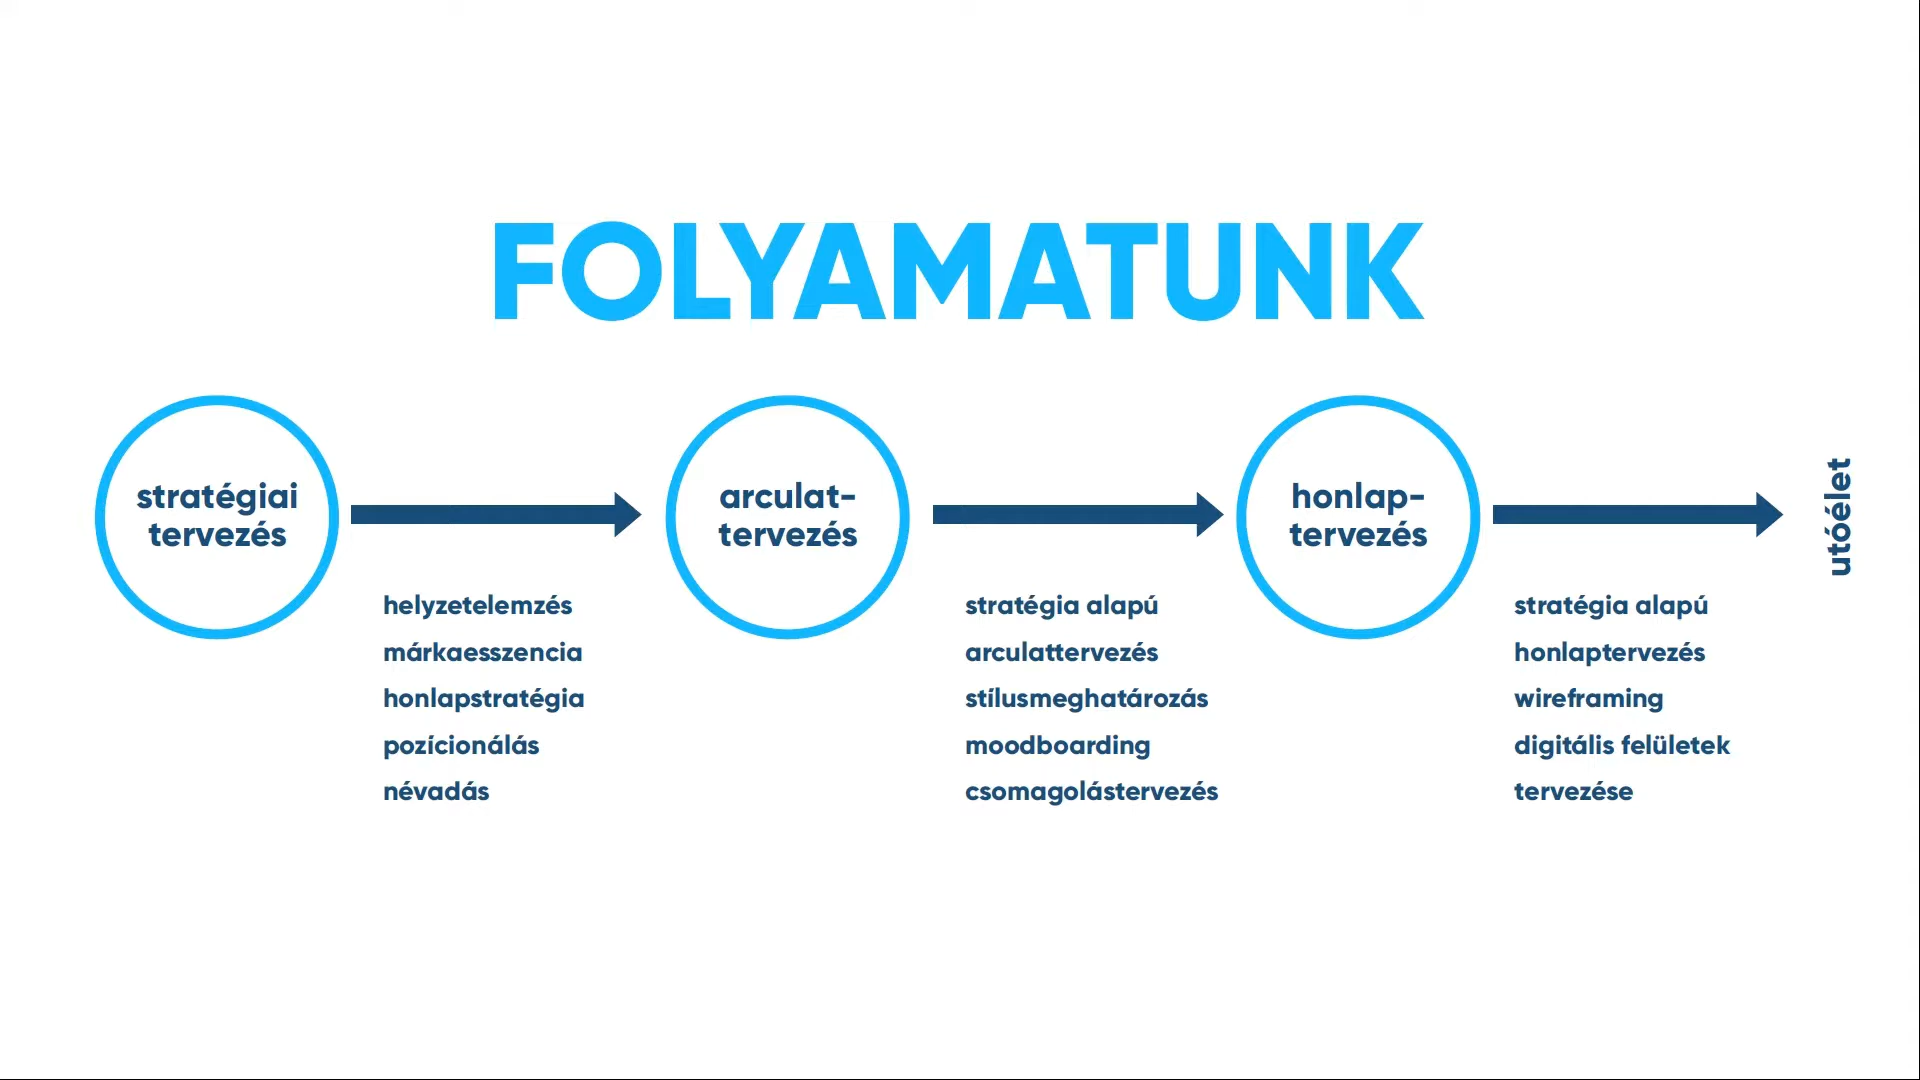 FOLYAMATUNK
stratégiai
tervezés
arculat-
tervezés
honlap-
tervezés
utóélet
helyzetelemzés
márkaesszencia
honlapstratégia
pozícionálás
névadás
stratégia alapú
arculattervezés
stílusmeghatározás
moodboarding
csomagolástervezés
stratégia alapú
honlaptervezés
wireframing
digitális felületek
tervezése